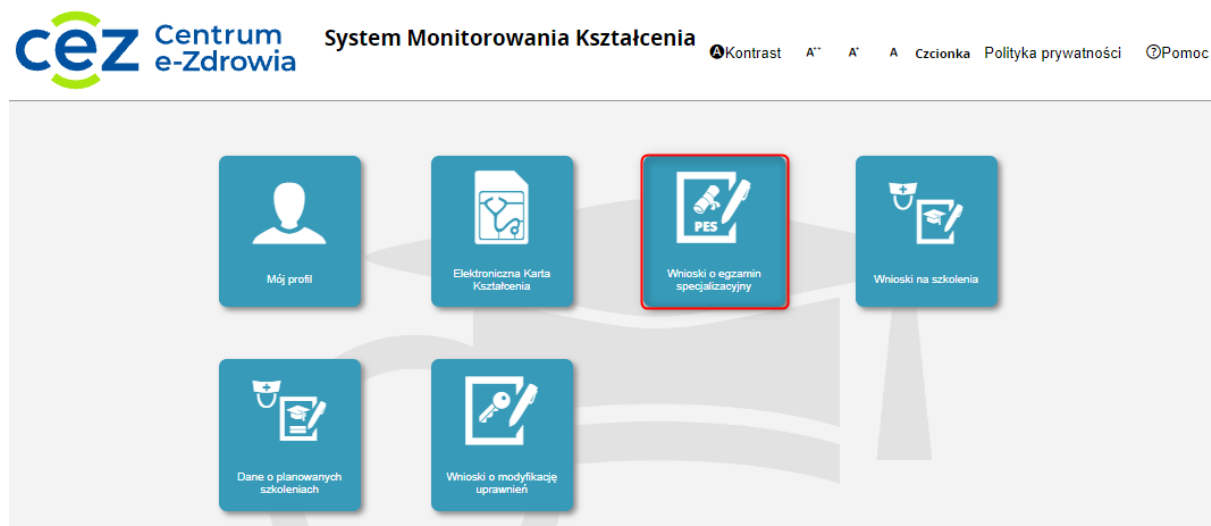 cez Centrum
e-Zdrowia
System Monitorowania Kształcenia
AKontrast A++ A+ A Czcionka Polityka prywatności ?Pomoc
Mój profil
Elektroniczna Karta
Kształcenia
PES
Wnioski o egzamin
specjalizacyjny
Wnioski na szkolenia
Dane o planowanych
szkoleniach
Wnioski o modyfikację
uprawnień